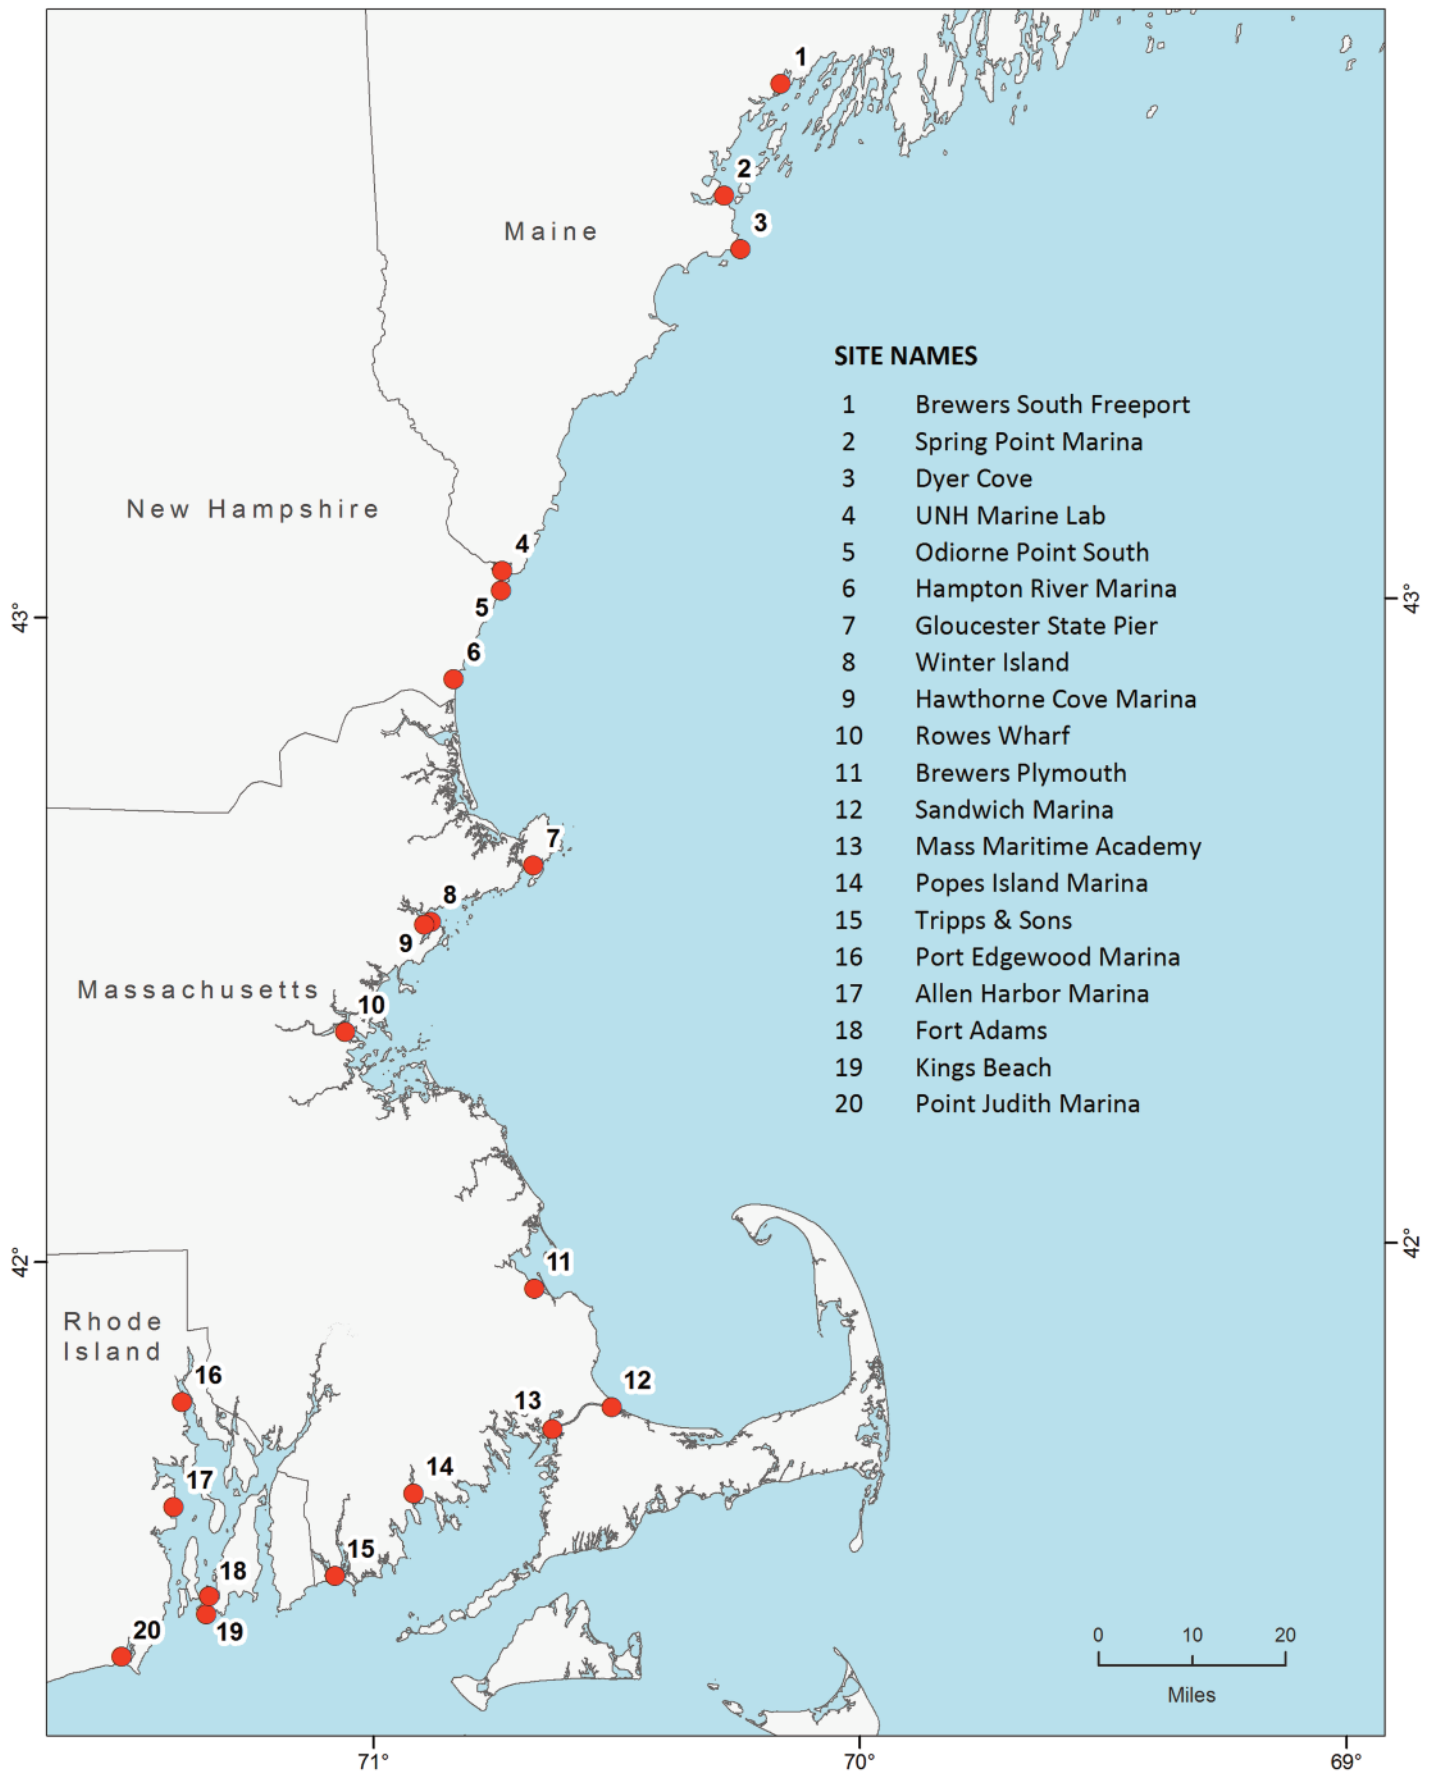 1
2
3
Maine
SITE NAMES
1 Brewers South Freeport
2 Spring Point Marina
3 Dyer Cove
4 UNH Marine Lab
5 Odiorne Point South
6 Hampton River Marina
7 Gloucester State Pier
8 Winter Island
9 Hawthorne Cove Marina
10 Rowes Wharf
11 Brewers Plymouth
12 Sandwich Marina
13 Mass Maritime Academy
14 Popes Island Marina
15 Tripps & Sons
16 Port Edgewood Marina
17 Allen Harbor Marina
18 Fort Adams
19 Kings Beach
20 Point Judith Marina
New Hampshire
4
5
43°
43°
6
7
8
9
Massachusetts
10
42°
42°
11
Rhode
Island
16
12
13
17
14
15
18
19
20
0 10 20
Miles
71° 70° 69°